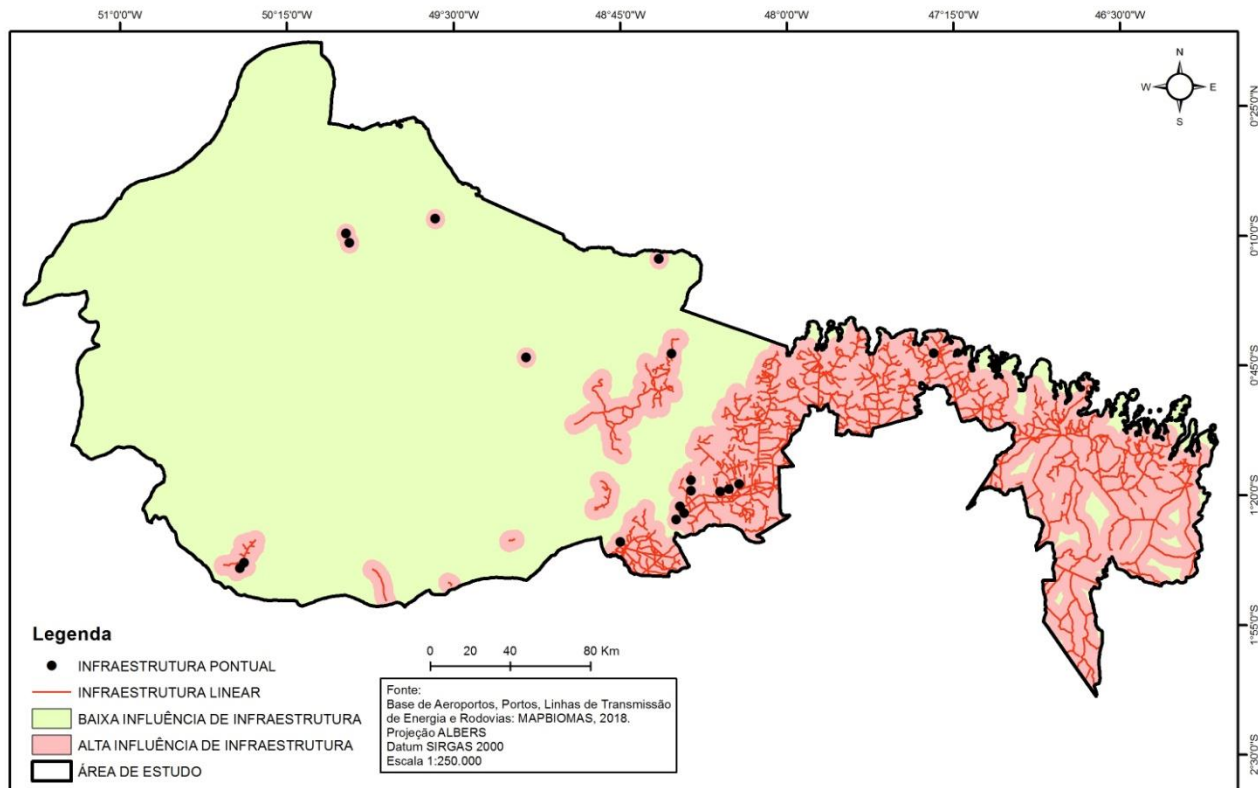 51°0'0"W 50°15'0"W 49°30'0"W 48°45'0"W 48°0'0"W 47°15'0"W 46°30'0"W
N
W E
S
0°25'0"N
0°10'0"S
0°45'0"S
1°20'0"S
1°55'0"S
2°30'0"S
Legenda
INFRAESTRUTURA PONTUAL
INFRAESTRUTURA LINEAR
BAIXA INFLUÊNCIA DE INFRAESTRUTURA
ALTA INFLUÊNCIA DE INFRAESTRUTURA
ÁREA DE ESTUDO
0 20 40 80 Km
Fonte:
Base de Aeroportos, Portos, Linhas de Transmissão
de Energia e Rodovias: MAPBIOMAS, 2018.
Projeção ALBERS
Datum SIRGAS 2000
Escala 1:250.000